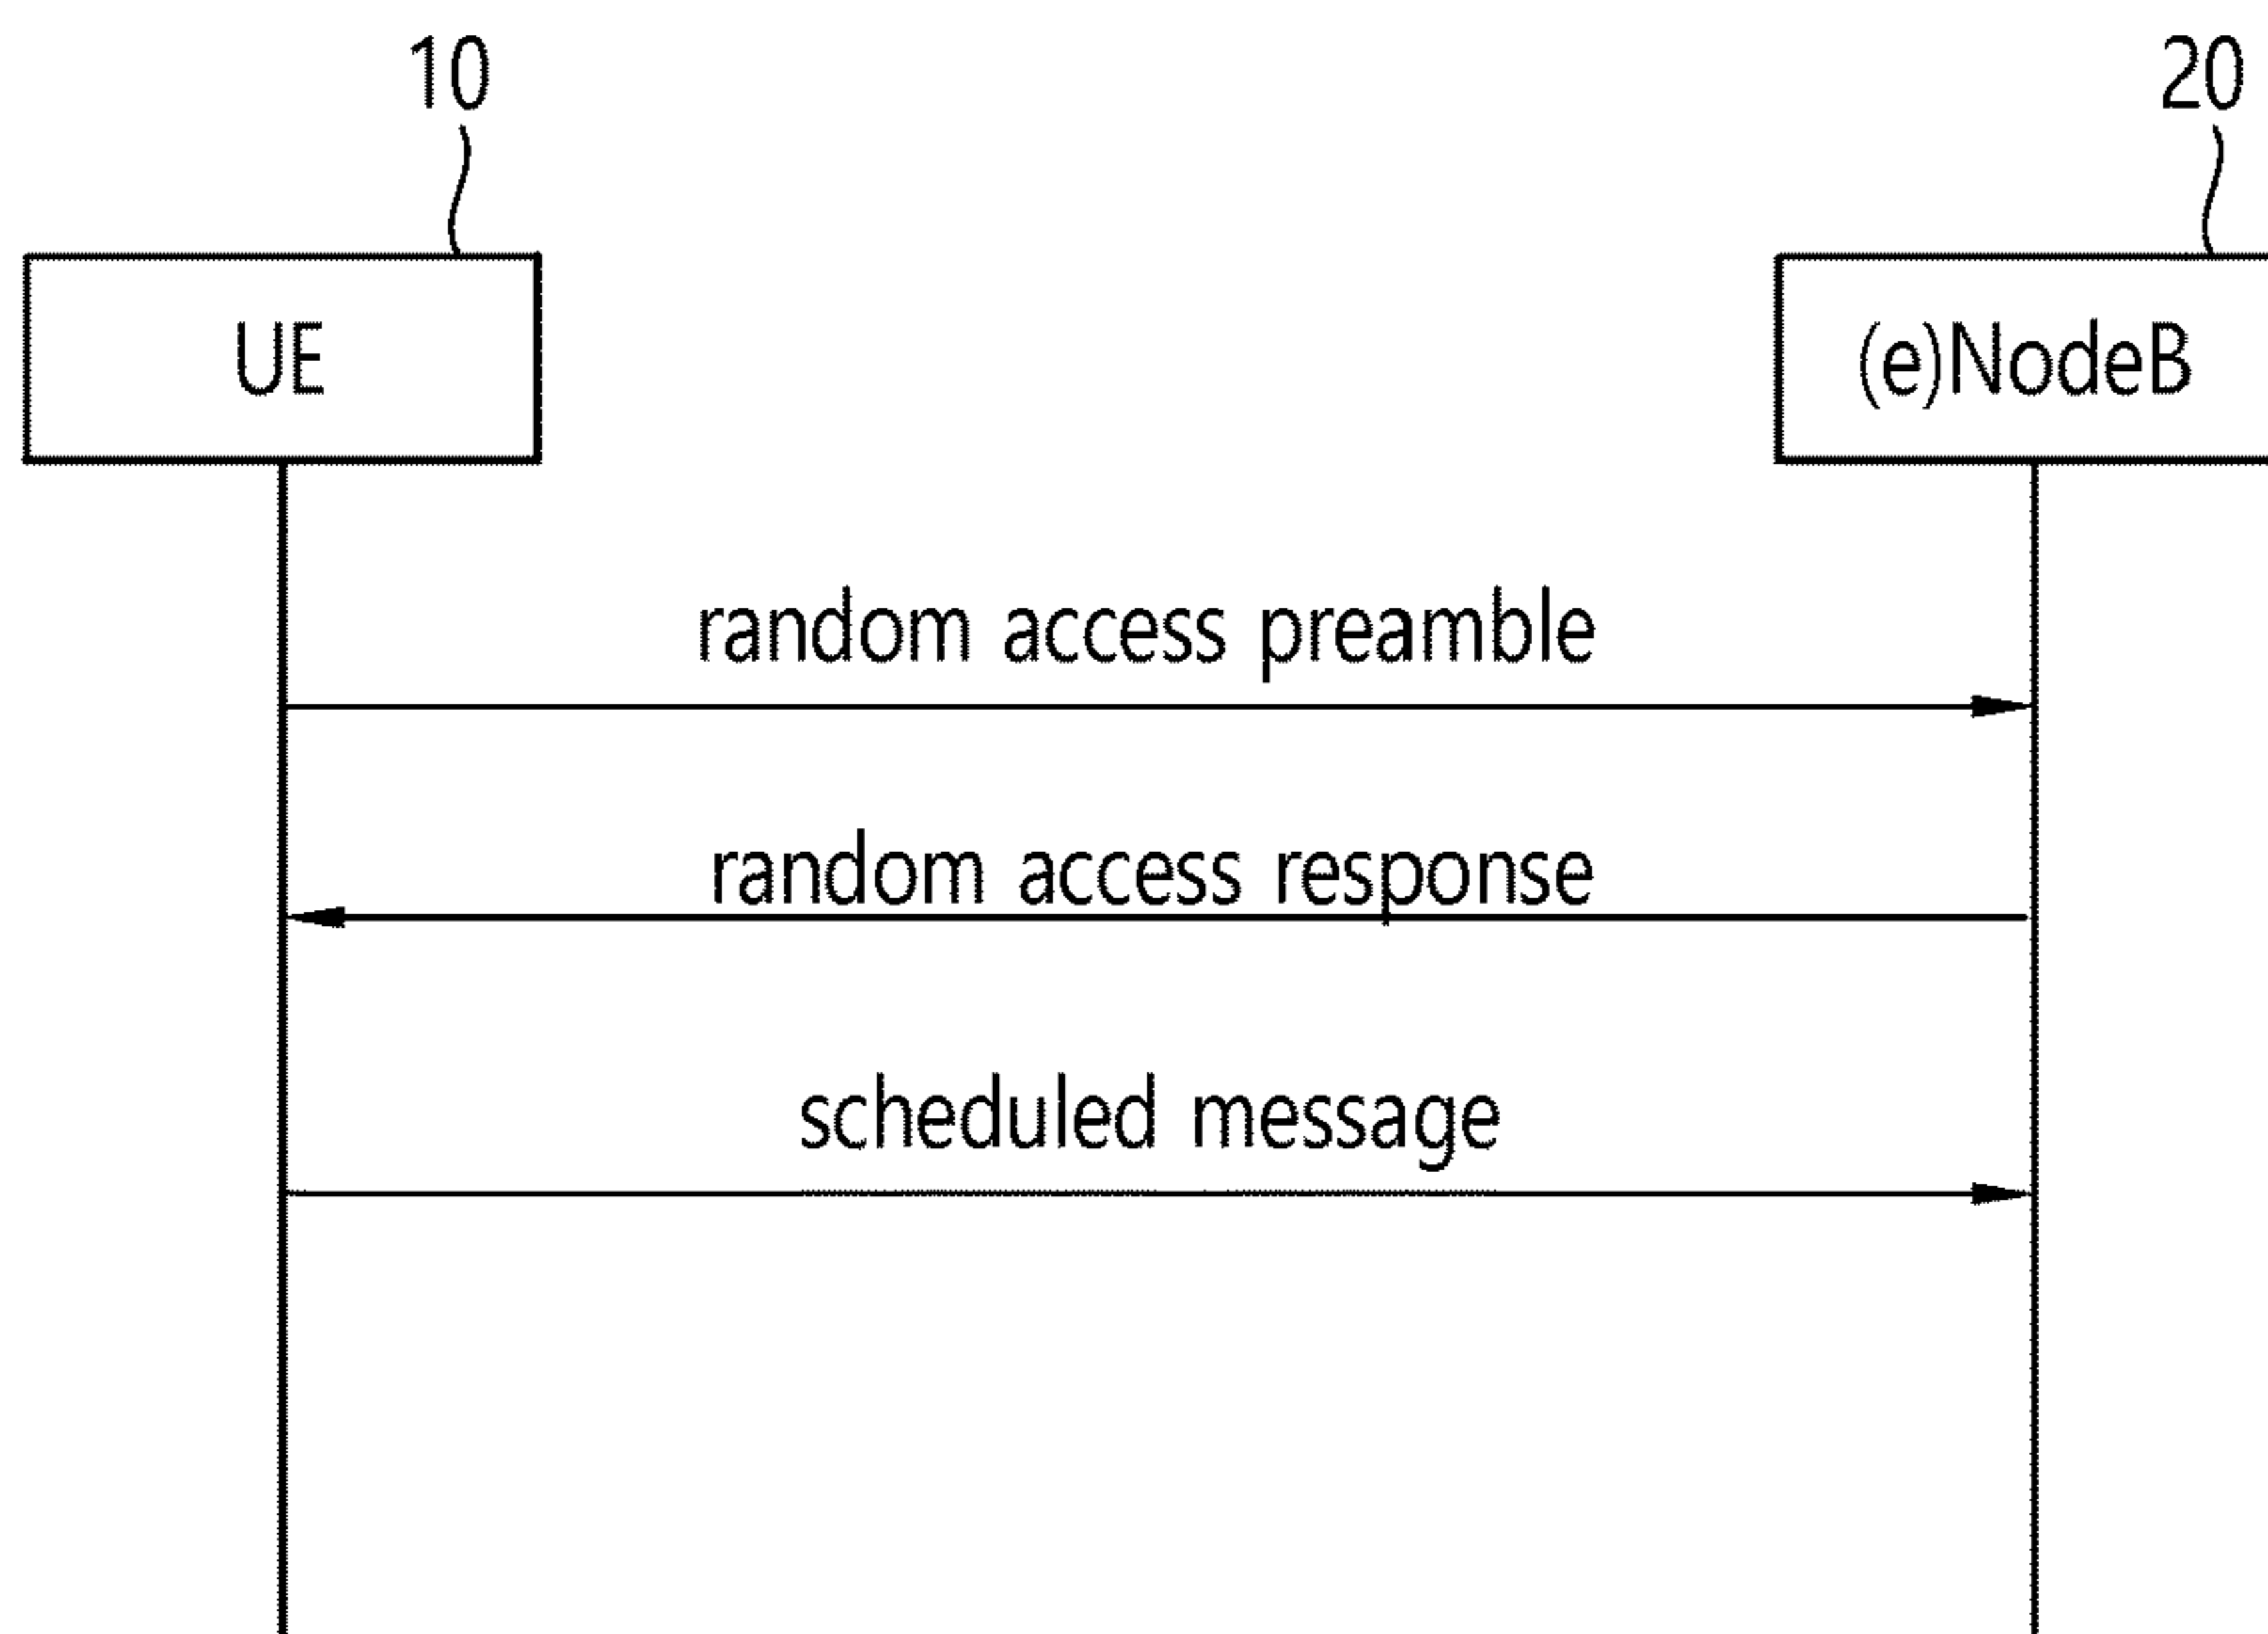 10
20
UE
(e)NodeB
random access preamble
random access response
scheduled message